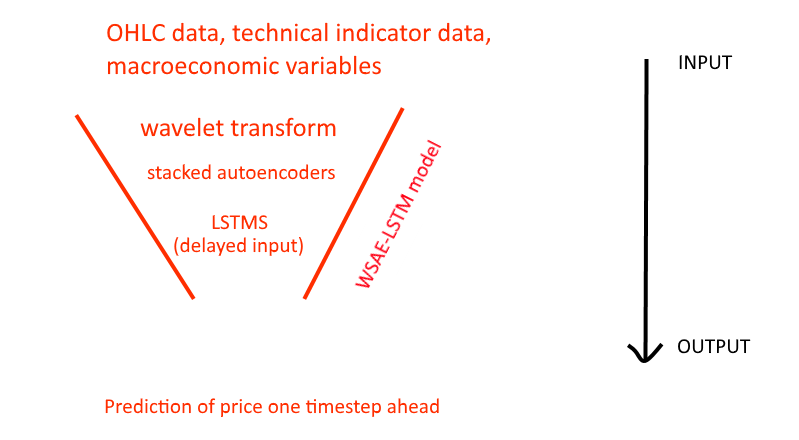 OHLC data, technical indicator data,
macroeconomic variables
INPUT
wavelet transform
stacked autoencoders
LSTMS
(delayed input)
WSAE-LSTM model
OUTPUT
Prediction of price one timestep ahead